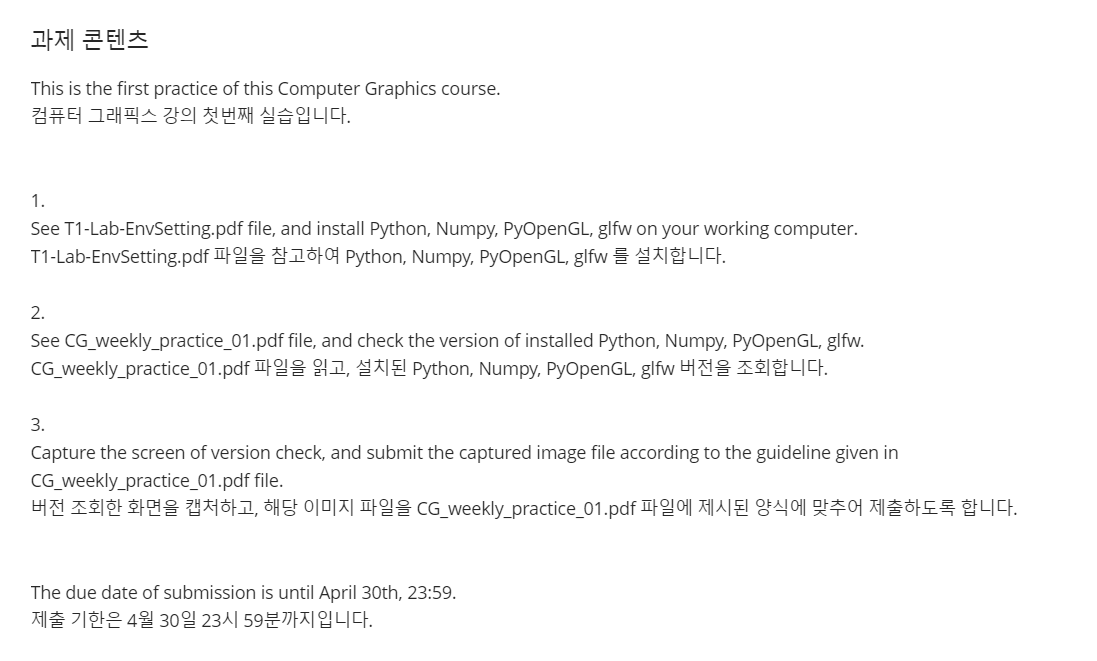 과제 콘텐츠
This is the first practice of this Computer Graphics course.
컴퓨터 그래픽스 강의 첫번째 실습입니다.
1.
See T1-Lab-EnvSetting.pdf file, and install Python, Numpy, PyOpenGL, glfw on your working computer.
T1-Lab-EnvSetting.pdf 파일을 참고하여 Python, Numpy, PyOpenGL, glfw 를 설치합니다.
2.
See CG_weekly_practice_01.pdf file, and check the version of installed Python, Numpy, PyOpenGL, glfw.
CG_weekly_practice_01.pdf 파일을 읽고, 설치된 Python, Numpy, PyOpenGL, glfw 버전을 조회합니다.
3.
Capture the screen of version check, and submit the captured image file according to the guideline given in
CG_weekly_practice_01.pdf file.
버전 조회한 화면을 캡처하고, 해당 이미지 파일을 CG_weekly_practice_01.pdf 파일에 제시된 양식에 맞추어 제출하도록 합니다.
The due date of submission is until April 30th, 23:59.
제출 기한은 4월 30일 23시 59분까지입니다.